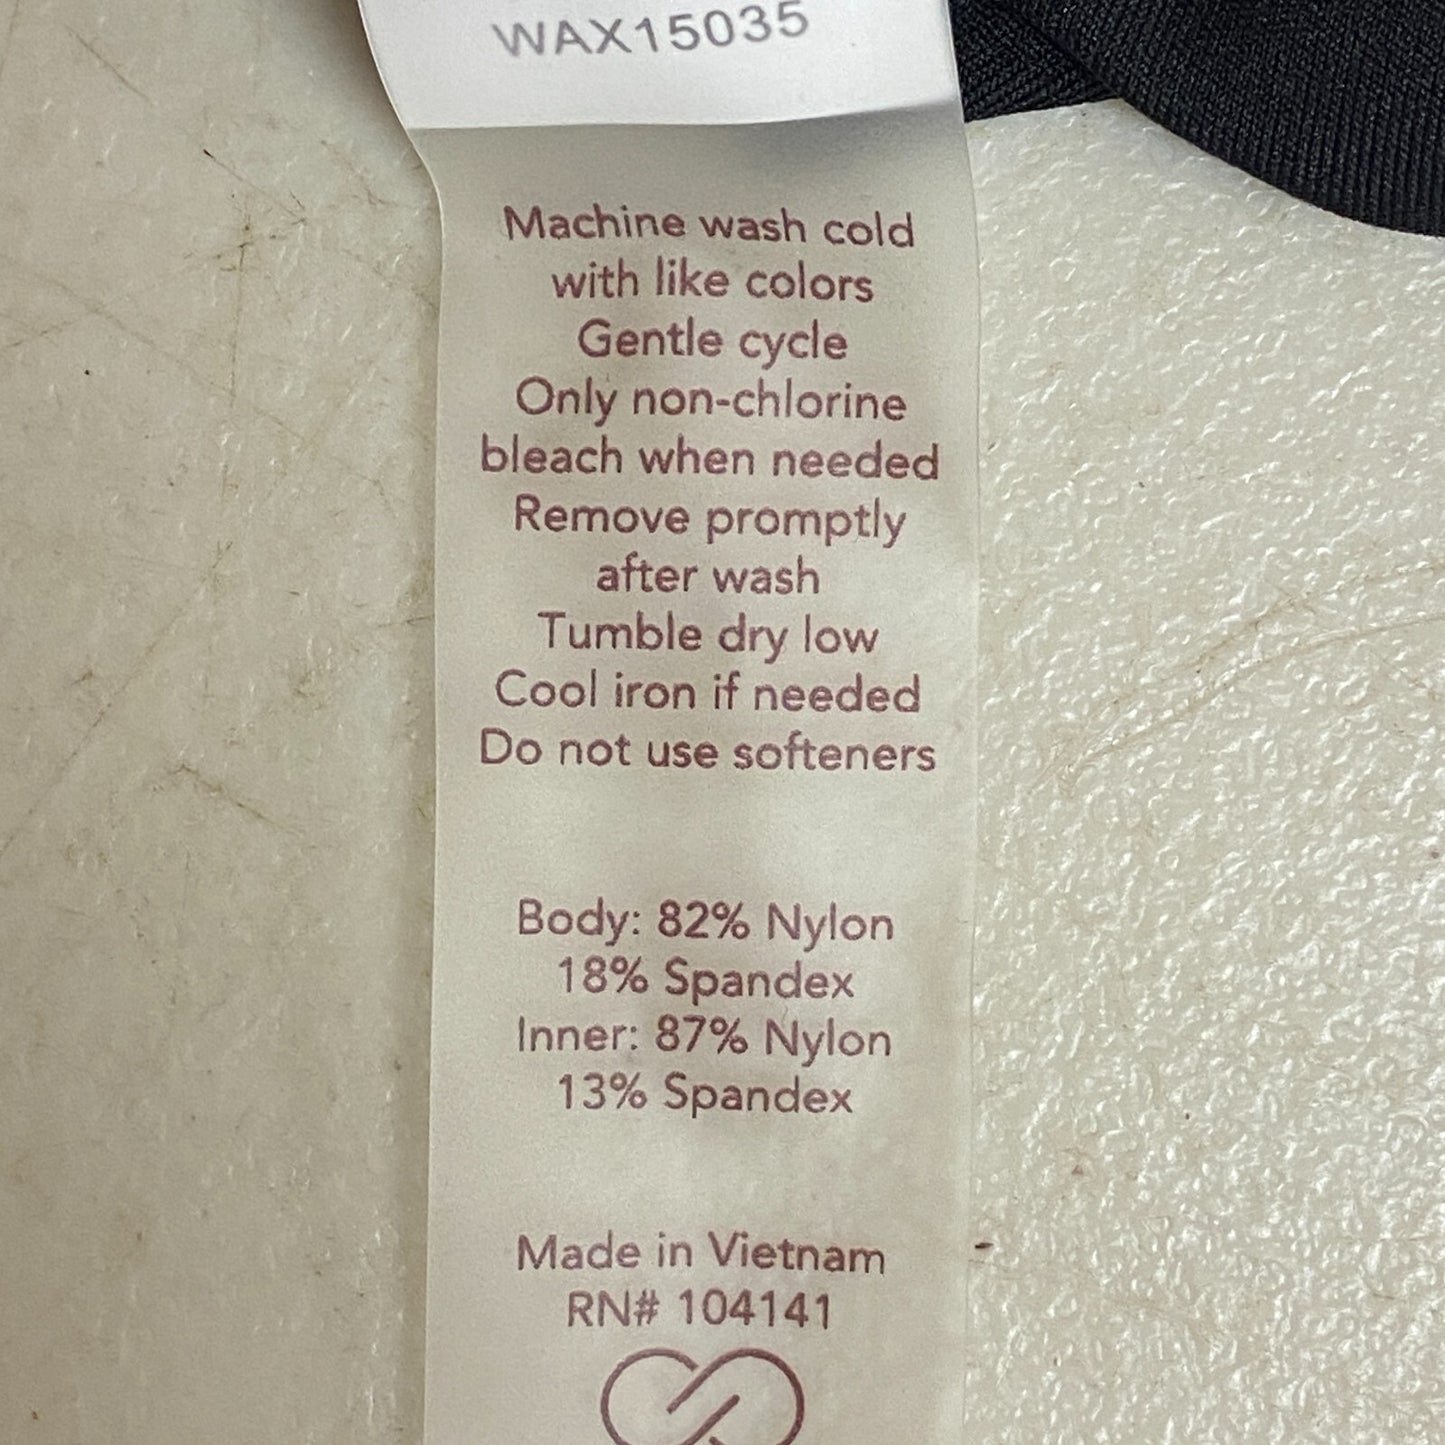 WAX15035
Machine wash cold
with like colors
Gentle cycle
Only non-chlorine
bleach when needed
Remove promptly
after wash
Tumble dry low
Cool iron if needed
Do not use softeners
Body: 82% Nylon
18% Spandex
Inner: 87% Nylon
13% Spandex
Made in Vietnam
RN# 104141